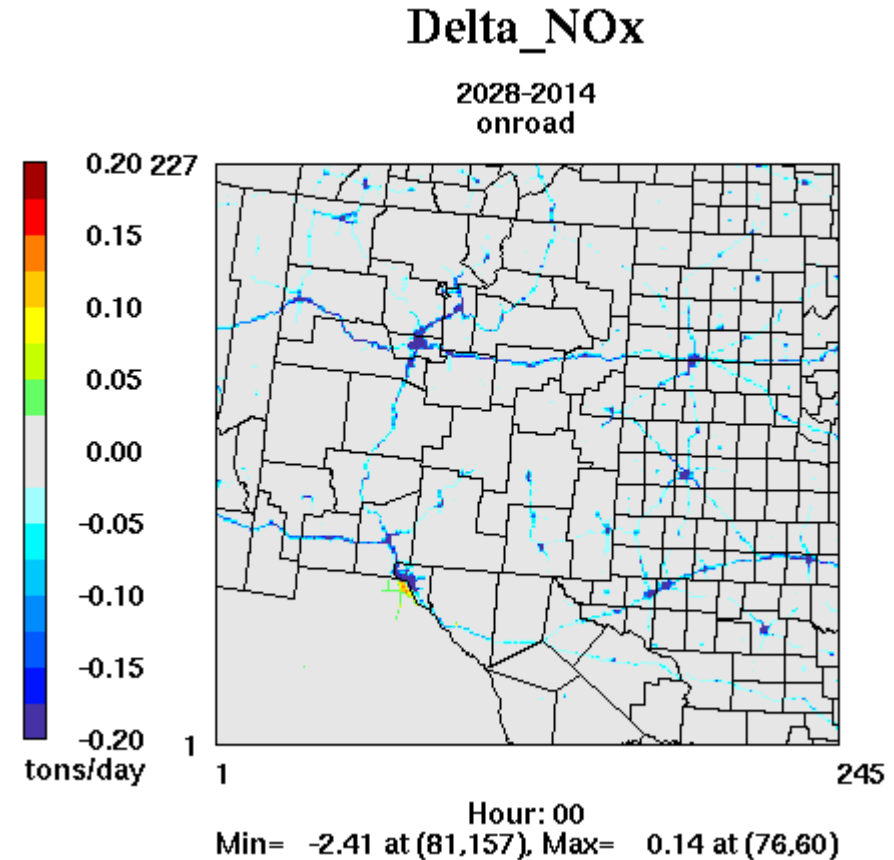 Delta_NOx
2028-2014
onroad
0.20
0.15
0.10
0.05
0.00
-0.05
-0.10
-0.15
-0.20
tons/day
227
1
1
245
Hour: 00
Min= -2.41 at (81,157), Max= 0.14 at (76,60)